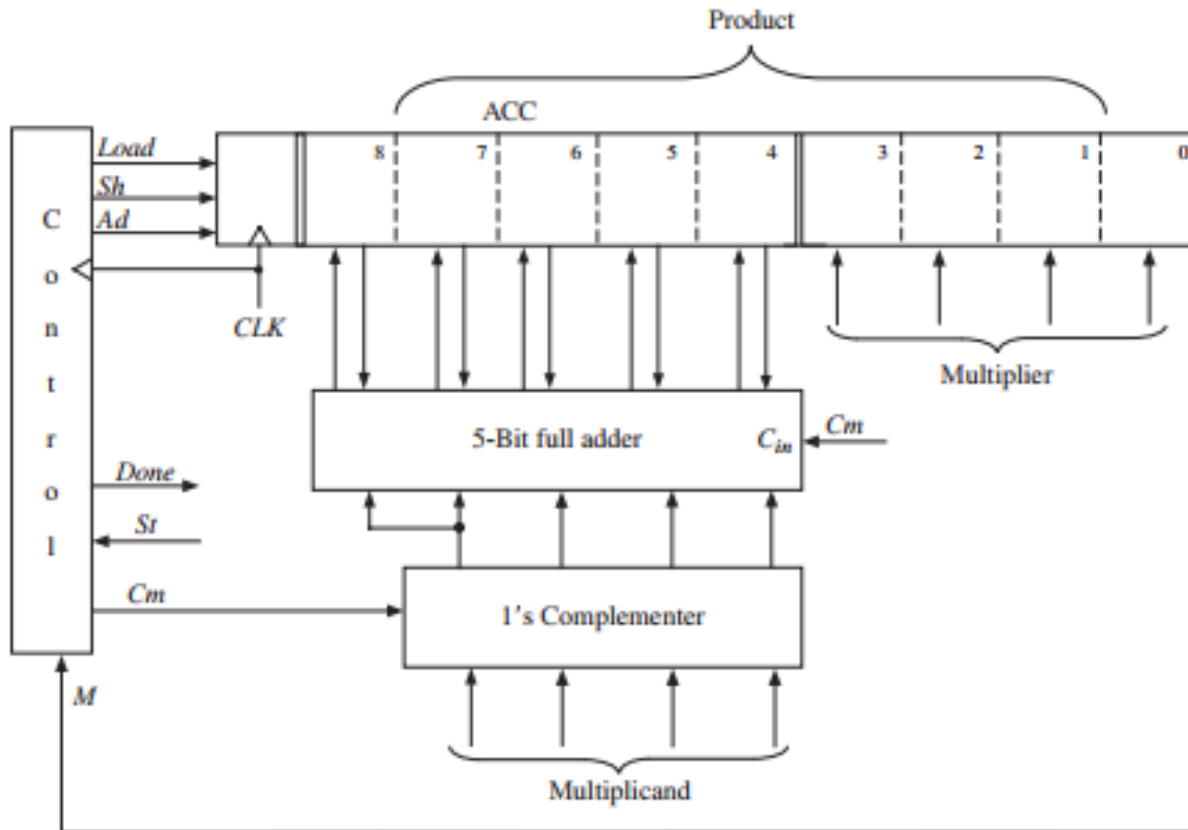 Product
ACC
Load
Sh
Ad
8 7 6 5 4 3 2 1 0
C
o
n
t
r
o
l
CLK
Multiplier
5-Bit full adder
C_in
Cm
Done
St
Cm
1's Complementer
M
Multiplicand